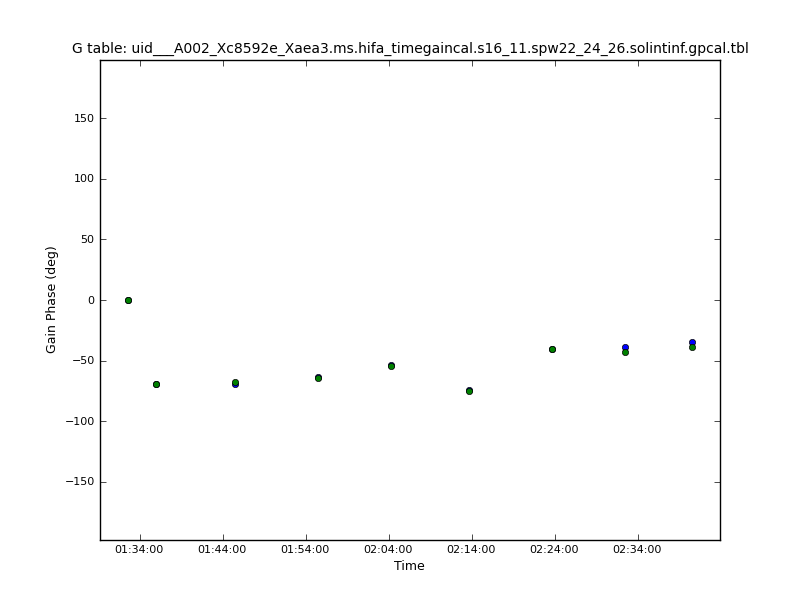 G table: uid___A002_Xc8592e_Xaea3.ms.hifa_timegaincal.s16_11.spw22_24_26.solintinf.gpcal.tbl
150
100
50
0
−50
−100
−150
Gain Phase (deg)
01:34:00 01:44:00 01:54:00 02:04:00 02:14:00 02:24:00 02:34:00
Time